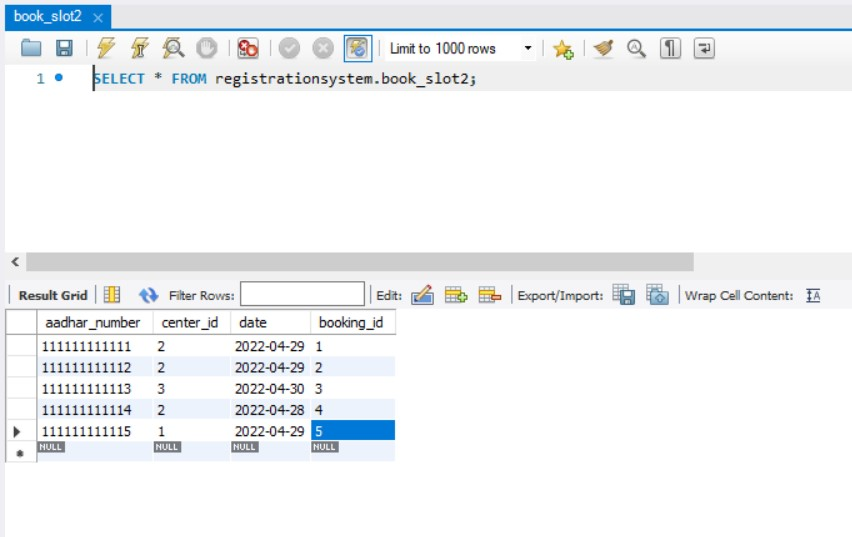 book_slot2 ×
Limit to 1000 rows
1 SELECT * FROM registrationsystem.book_slot2;
Result Grid Filter Rows: Edit: Export/Import: Wrap Cell Content: IA
aadhar_number center_id date booking_id
111111111111 2 2022-04-29 1
111111111112 2 2022-04-29 2
111111111113 3 2022-04-30 3
111111111114 2 2022-04-28 4
111111111115 1 2022-04-29 5
NULL NULL NULL NULL